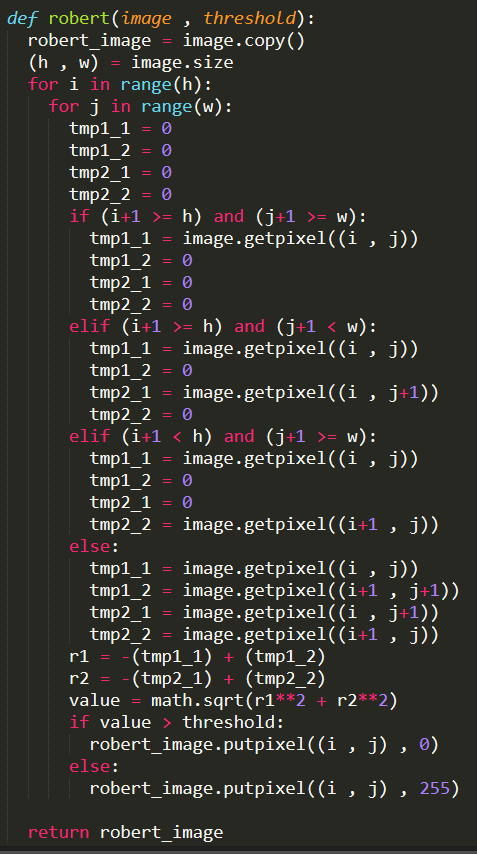 def robert(image , threshold):
  robert_image = image.copy()
  (h , w) = image.size
  for i in range(h):
    for j in range(w):
      tmp1_1 = 0
      tmp1_2 = 0
      tmp2_1 = 0
      tmp2_2 = 0
      if (i+1 >= h) and (j+1 >= w):
        tmp1_1 = image.getpixel((i , j))
        tmp1_2 = 0
        tmp2_1 = 0
        tmp2_2 = 0
      elif (i+1 >= h) and (j+1 < w):
        tmp1_1 = image.getpixel((i , j))
        tmp1_2 = 0
        tmp2_1 = image.getpixel((i , j+1))
        tmp2_2 = 0
      elif (i+1 < h) and (j+1 >= w):
        tmp1_1 = image.getpixel((i , j))
        tmp1_2 = 0
        tmp2_1 = 0
        tmp2_2 = image.getpixel((i+1 , j))
      else:
        tmp1_1 = image.getpixel((i , j))
        tmp1_2 = image.getpixel((i+1 , j+1))
        tmp2_1 = image.getpixel((i , j+1))
        tmp2_2 = image.getpixel((i+1 , j))
      r1 = -(tmp1_1) + (tmp1_2)
      r2 = -(tmp2_1) + (tmp2_2)
      value = math.sqrt(r1**2 + r2**2)
      if value > threshold:
        robert_image.putpixel((i , j) , 0)
      else:
        robert_image.putpixel((i , j) , 255)

  return robert_image